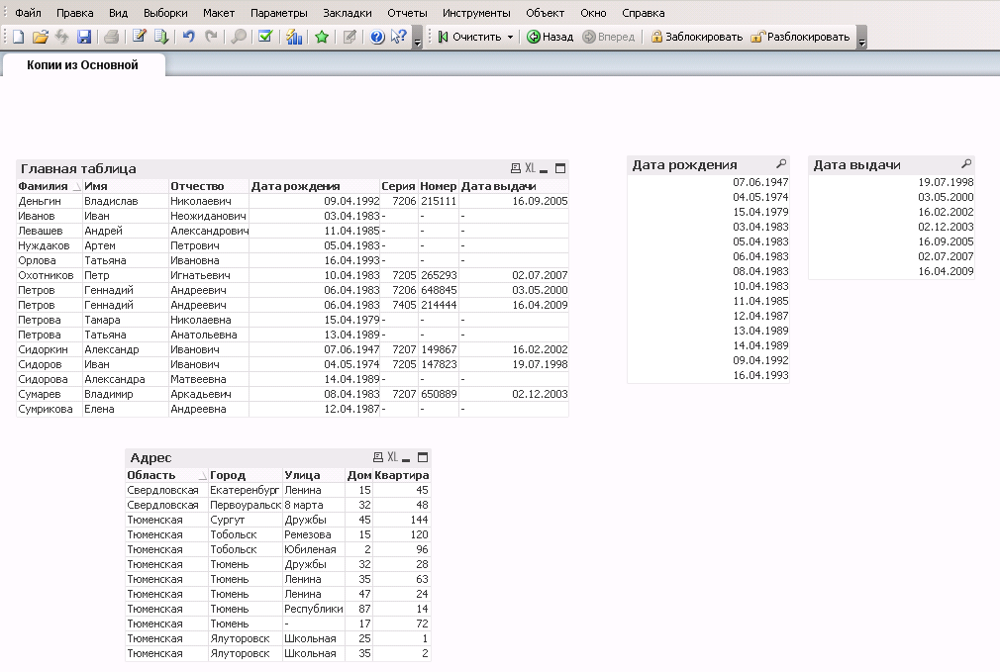 Файл Правка Вид Выборки Макет Параметры Закладки Отчеты Инструменты Объект Окно Справка
Очистить Назад Вперед Заблокировать Разблокировать
Копии из Основной
Главная таблица XL
Фамилия Имя Отчество Дата рождения Серия Номер Дата выдачи
Деньгин Владислав Николаевич 09.04.1992 7206 215111 16.09.2005
Иванов Иван Неожиданович 03.04.1983 - - -
Левашев Андрей Александрович 11.04.1985 - - -
Нуждаков Артем Петрович 05.04.1983 - - -
Орлова Татьяна Ивановна 16.04.1993 - - -
Охотников Петр Игнатьевич 10.04.1983 7205 265293 02.07.2007
Петров Геннадий Андреевич 06.04.1983 7206 648845 03.05.2000
Петров Геннадий Андреевич 06.04.1983 7405 214444 16.04.2009
Петрова Тамара Николаевна 15.04.1979 - - -
Петрова Татьяна Анатольевна 13.04.1989 - - -
Сидоркин Александр Иванович 07.06.1947 7207 149867 16.02.2002
Сидоров Иван Иванович 04.05.1974 7205 147823 19.07.1998
Сидорова Александра Матвеевна 14.04.1989 - - -
Сумарев Владимир Аркадьевич 08.04.1983 7207 650889 02.12.2003
Сумрикова Елена Андреевна 12.04.1987 - - -
Дата рождения
07.06.1947
04.05.1974
15.04.1979
03.04.1983
05.04.1983
06.04.1983
08.04.1983
10.04.1983
11.04.1985
12.04.1987
13.04.1989
14.04.1989
09.04.1992
16.04.1993
Дата выдачи
19.07.1998
03.05.2000
16.02.2002
02.12.2003
16.09.2005
02.07.2007
16.04.2009
Адрес XL
Область Город Улица Дом Квартира
Свердловская Екатеренбург Ленина 15 45
Свердловская Первоуральск 8 марта 32 48
Тюменская Сургут Дружбы 45 144
Тюменская Тобольск Ремезова 15 120
Тюменская Тобольск Юбиленая 2 96
Тюменская Тюмень Дружбы 32 28
Тюменская Тюмень Ленина 35 63
Тюменская Тюмень Ленина 47 24
Тюменская Тюмень Республики 87 14
Тюменская Тюмень - 17 72
Тюменская Ялуторовск Школьная 25 1
Тюменская Ялуторовск Школьная 35 2